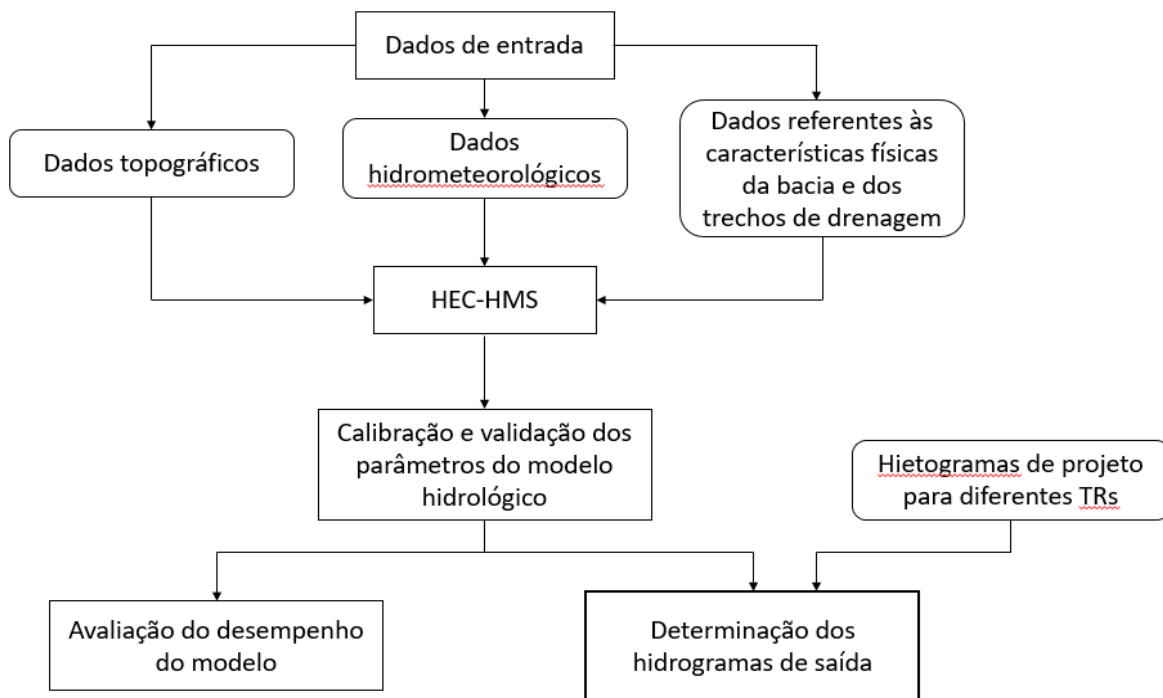 Dados de entrada
Dados topográficos
Dados
hidrometeorológicos
Dados referentes às
características físicas
da bacia e dos
trechos de drenagem
HEC-HMS
Calibração e validação dos
parâmetros do modelo
hidrológico
Hietogramas de projeto
para diferentes TRs
Avaliação do desempenho
do modelo
Determinação dos
hidrogramas de saída